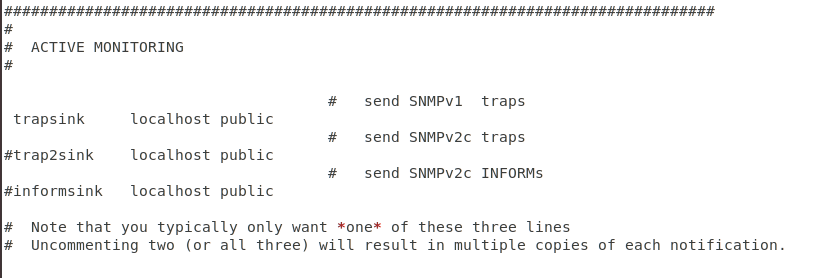 ###############################################################################
#
#  ACTIVE MONITORING
#
                                    #   send SNMPv1  traps
 trapsink     localhost public
                                    #   send SNMPv2c traps
#trap2sink    localhost public
                                    #   send SNMPv2c INFORMs
#informsink   localhost public
#  Note that you typically only want *one* of these three lines
#  Uncommenting two (or all three) will result in multiple copies of each notification.